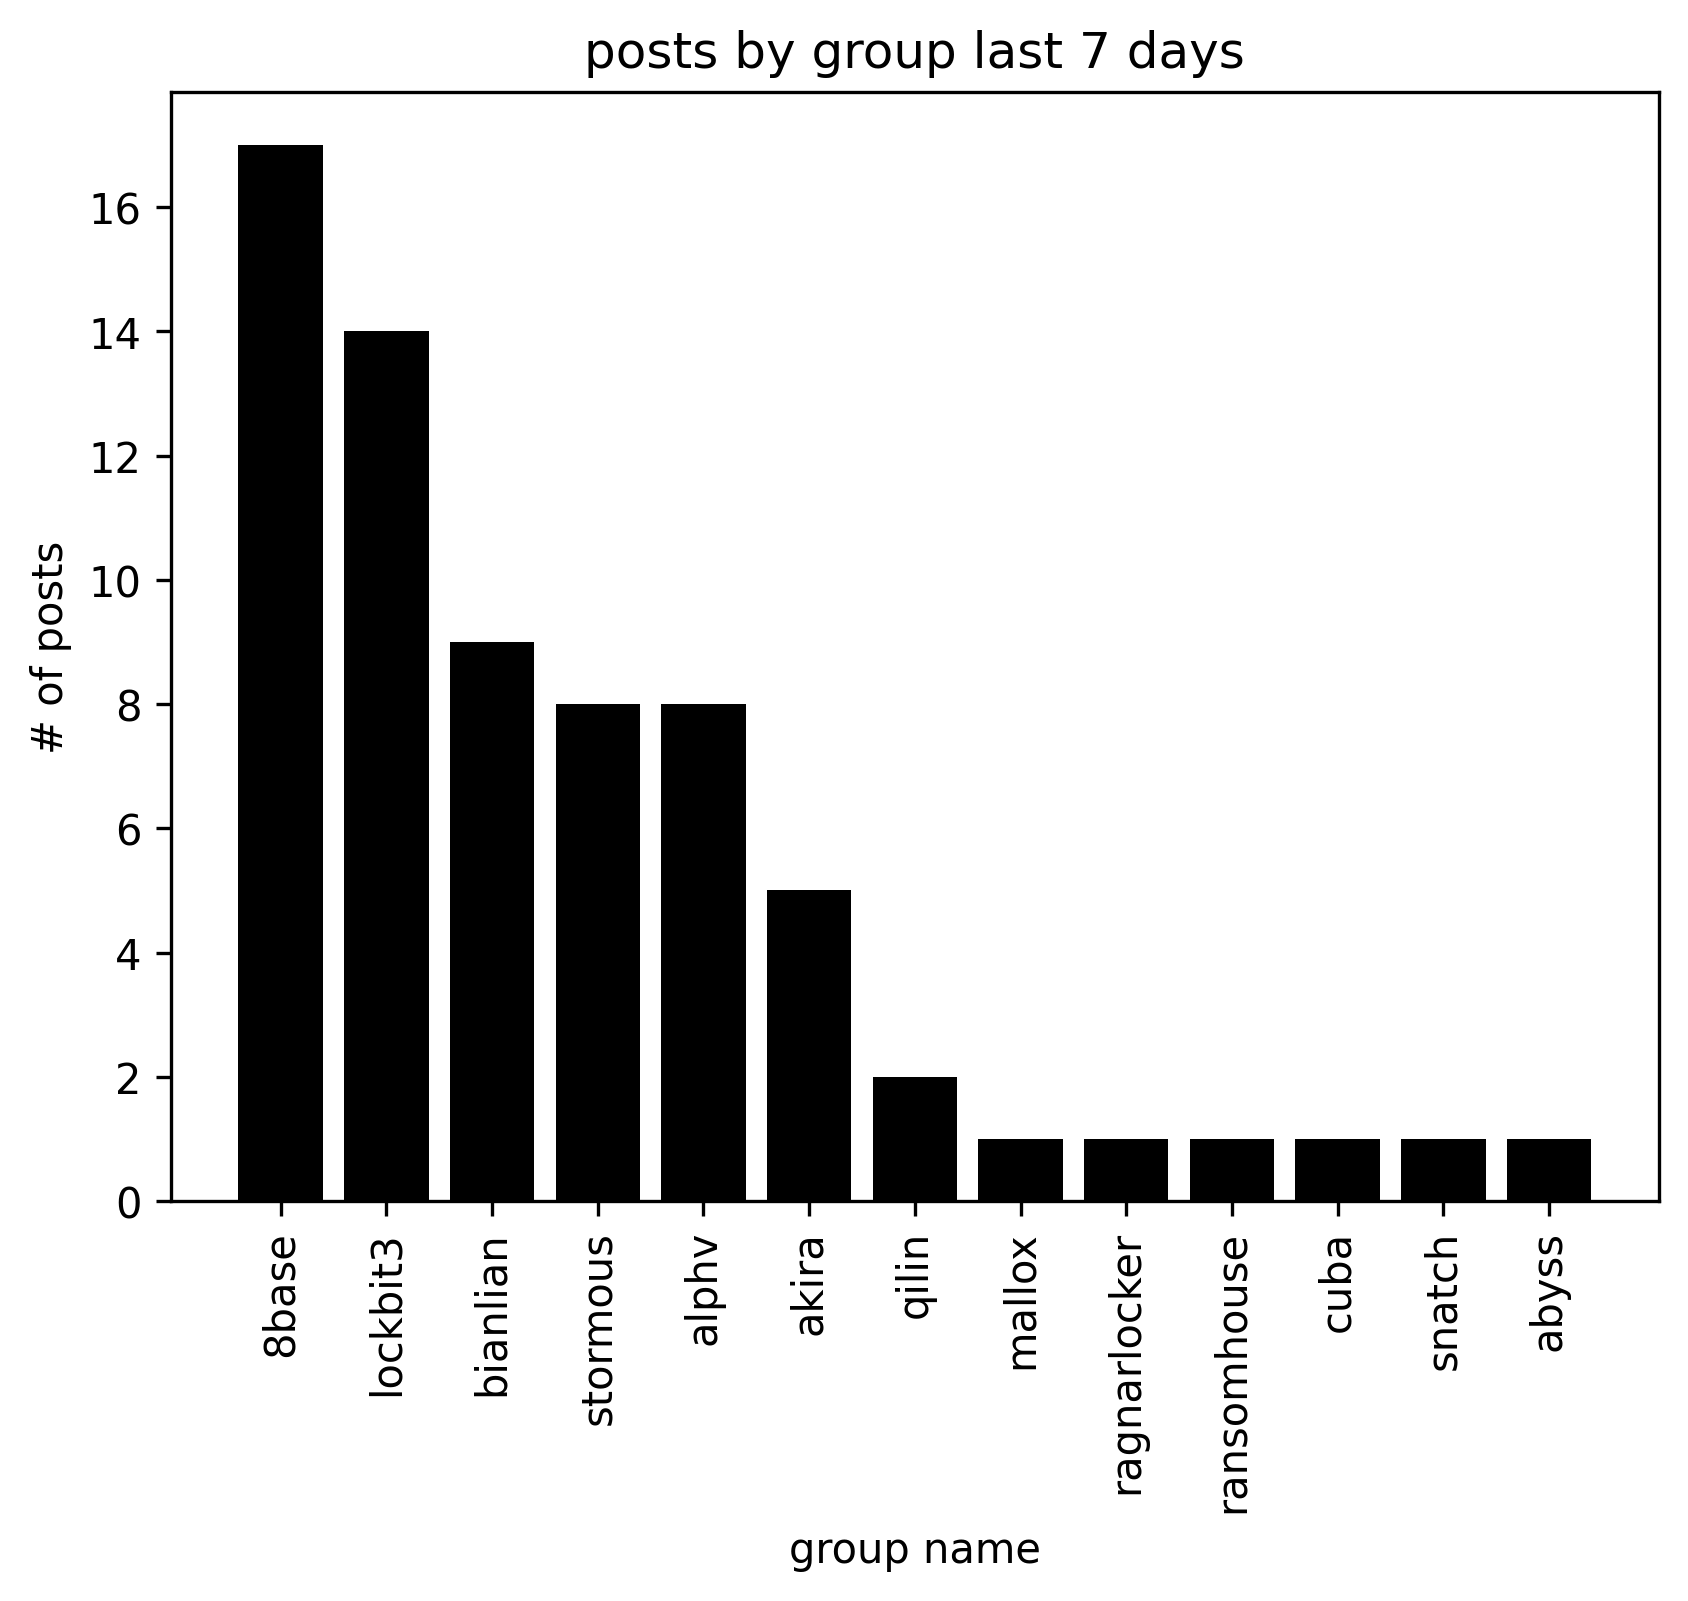 posts by group last 7 days
# of posts
16
14
12
10
8
6
4
2
0
8base
lockbit3
bianlian
stormous
alphv
akira
qilin
mallox
ragnarlocker
ransomhouse
cuba
snatch
abyss
group name